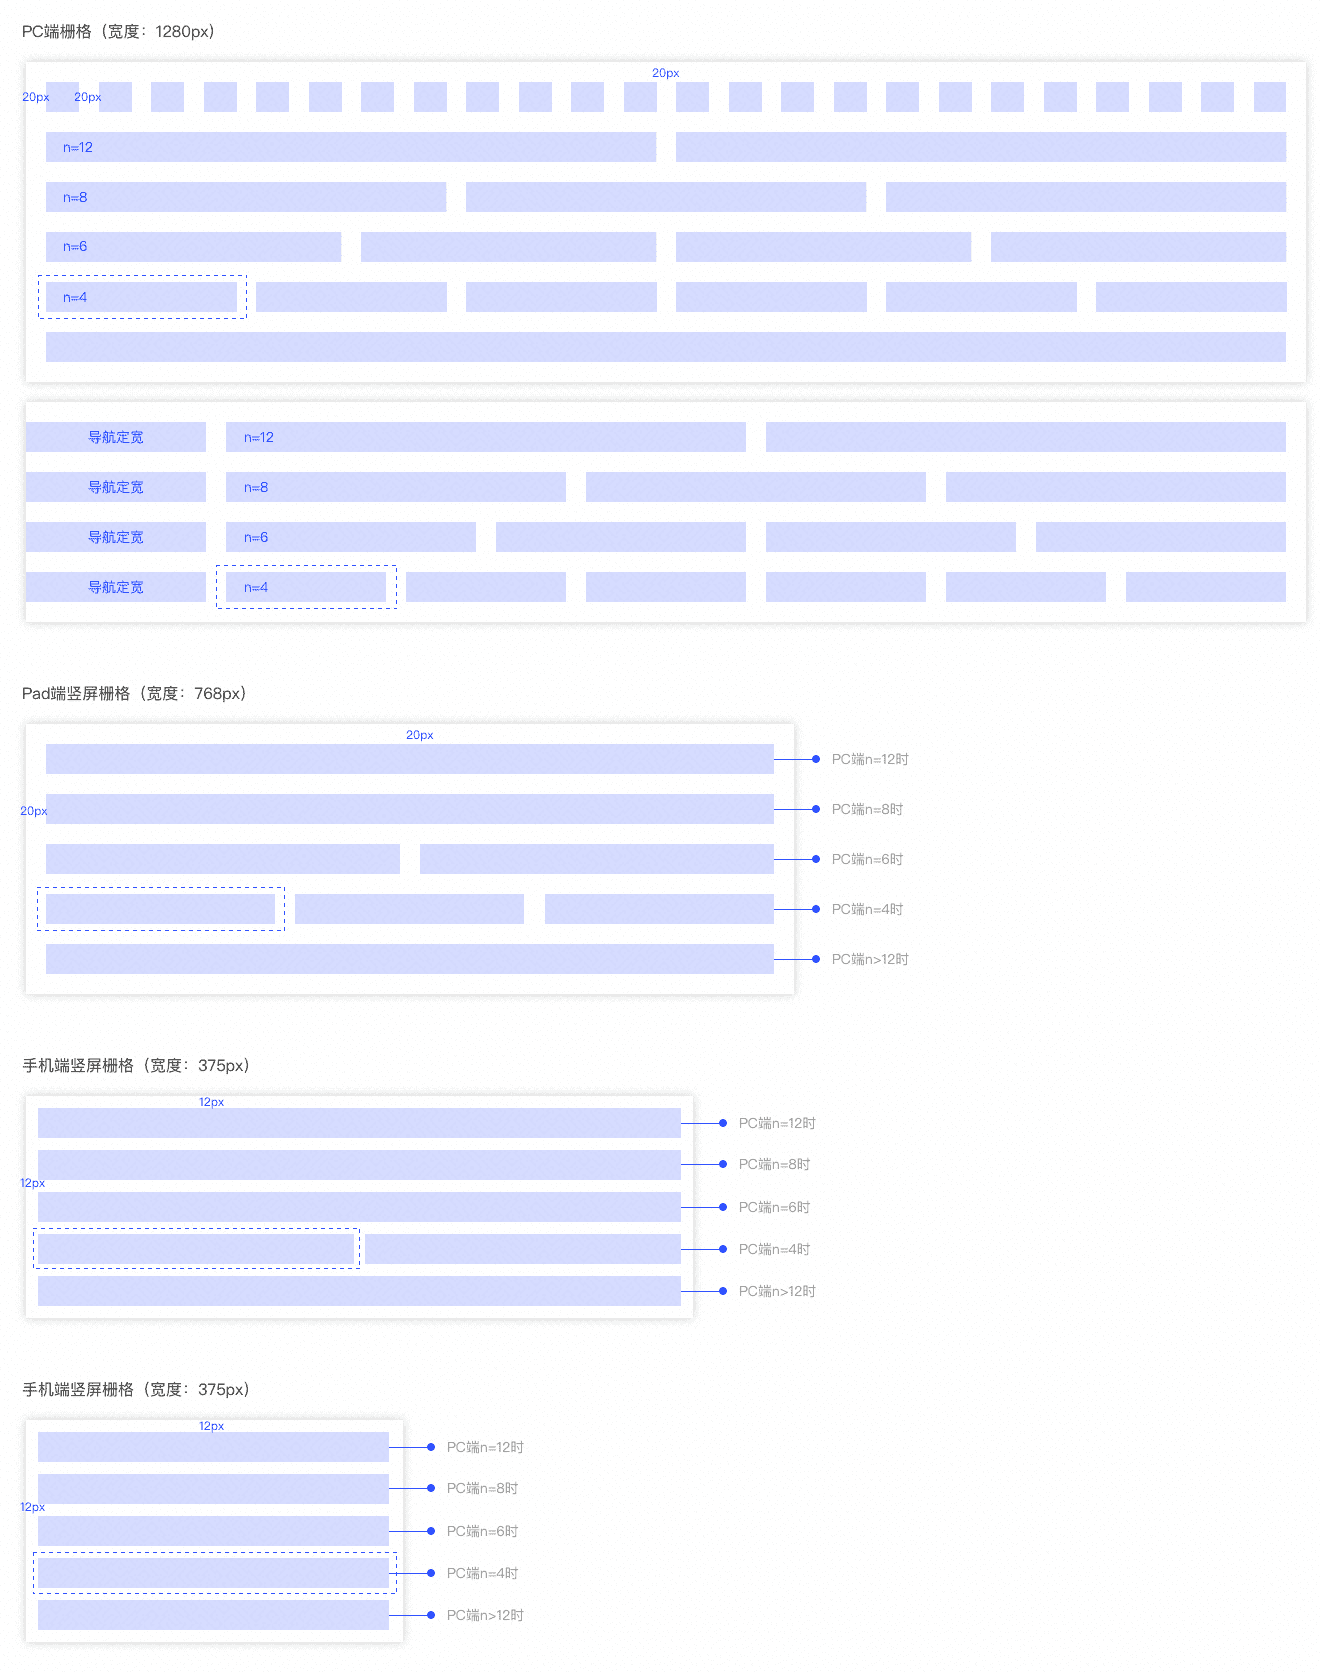 PC端栅格（宽度：1280px）
20px
20px
20px
n=12
n=8
n=6
n=4
导航定宽
n=12
导航定宽
n=8
导航定宽
n=6
导航定宽
n=4
Pad端竖屏栅格（宽度：768px）
20px
PC端n=12时
20px
PC端n=8时
PC端n=6时
PC端n=4时
PC端n>12时
手机端竖屏栅格（宽度：375px）
12px
PC端n=12时
PC端n=8时
12px
PC端n=6时
PC端n=4时
PC端n>12时
手机端竖屏栅格（宽度：375px）
12px
PC端n=12时
PC端n=8时
12px
PC端n=6时
PC端n=4时
PC端n>12时